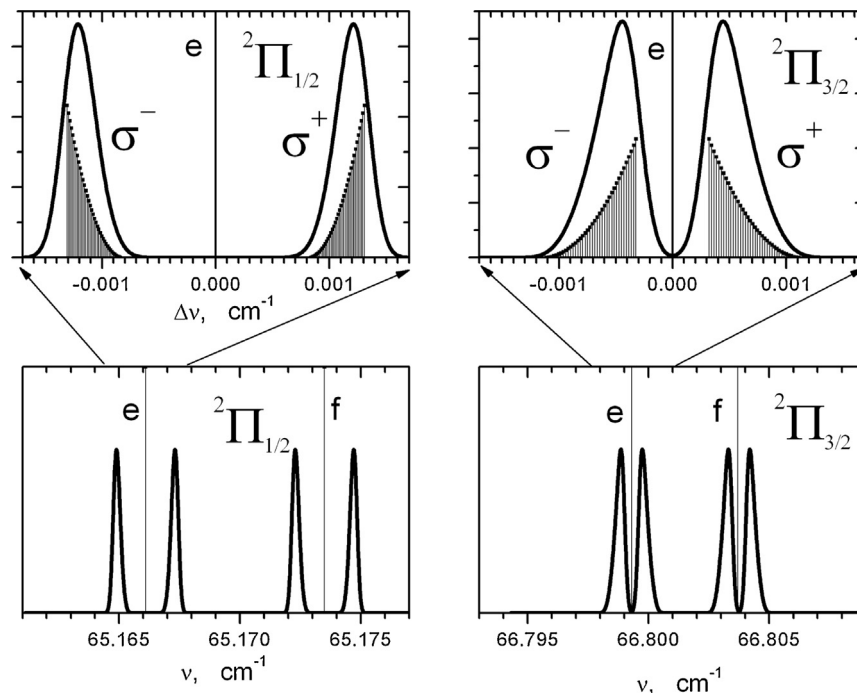 e ²Π₁/₂
σ⁻ σ⁺
-0.001 0.000 0.001
Δν, cm⁻¹
e ²Π₃/₂
σ⁻ σ⁺
-0.001 0.000 0.001
e ²Π₁/₂ f
65.165 65.170 65.175
ν, cm⁻¹
e f ²Π₃/₂
66.795 66.800 66.805
ν, cm⁻¹